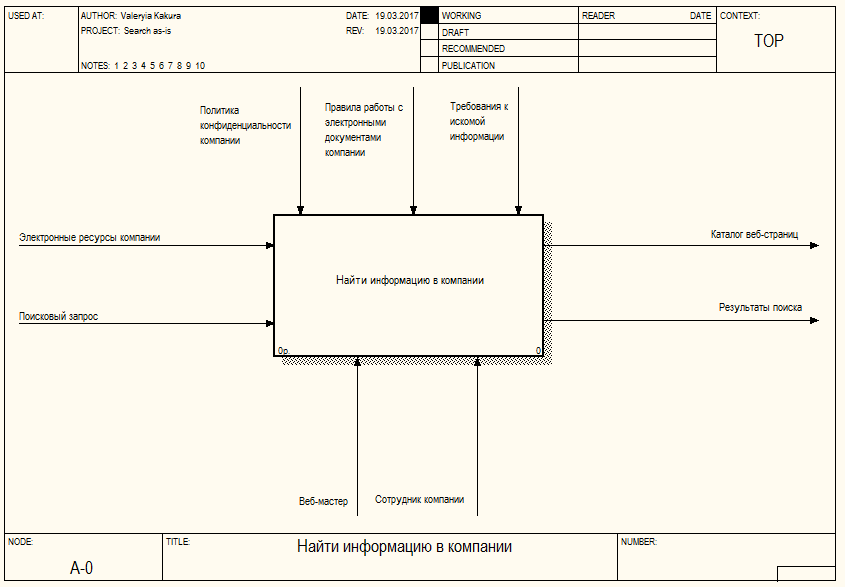 USED AT:
AUTHOR: Valeryia Kakura
DATE: 19.03.2017
WORKING
READER
DATE
CONTEXT:
PROJECT: Search as-is
REV: 19.03.2017
DRAFT
TOP
RECOMMENDED
NOTES: 1 2 3 4 5 6 7 8 9 10
PUBLICATION
Политика
конфиденциальности
компании
Правила работы с
электронными
документами
компании
Требования к
искомой
информации
Электронные ресурсы компании
Каталог веб-страниц
Найти информацию в компании
Поисковый запрос
Результаты поиска
0р.
0
Веб-мастер
Сотрудник компании
NODE:
A-0
TITLE:
Найти информацию в компании
NUMBER: